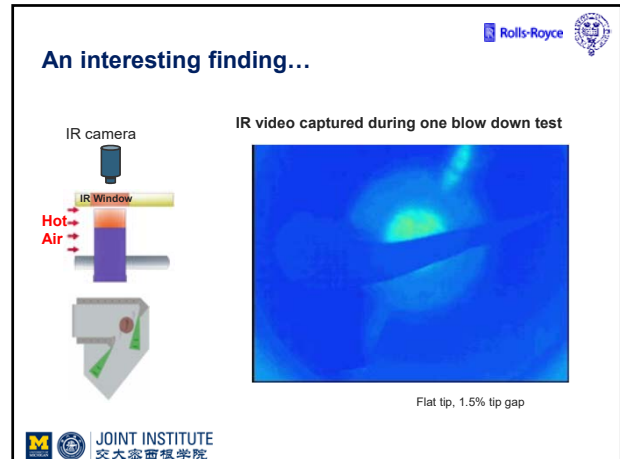 Rolls-Royce
An interesting finding…
IR video captured during one blow down test
IR camera
IR Window
Hot
Air
Flat tip, 1.5% tip gap
M
MICHIGAN
JOINT INSTITUTE
交大密西根学院